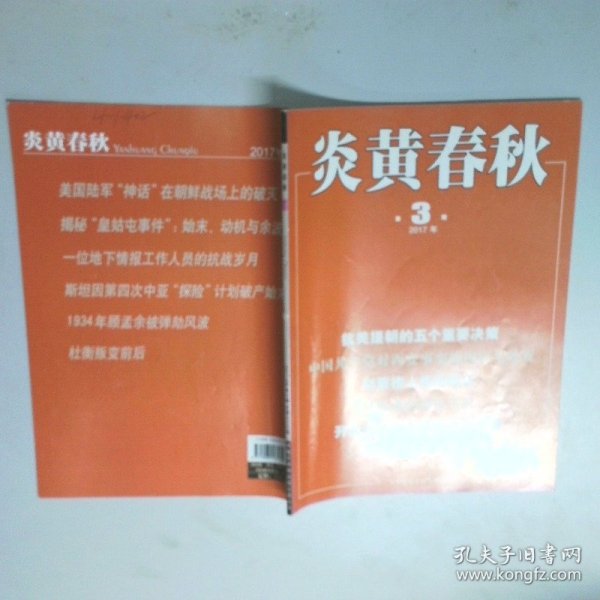 炎黄春秋 Yanhuang Chunqiu 2017
美国陆军“神话”在朝鲜战场上的破灭
揭秘“皇姑屯事件”：始末、动机与余波
一位地下情报工作人员的抗战岁月
斯坦因第四次中亚“探险”计划破产始末
1934年顾孟余被弹劾风波
杜衡叛变前后
炎黄春秋
3
2017 年
抗美援朝的五个重要决策
中国
开
孔夫子旧书网
www.kongfz.com